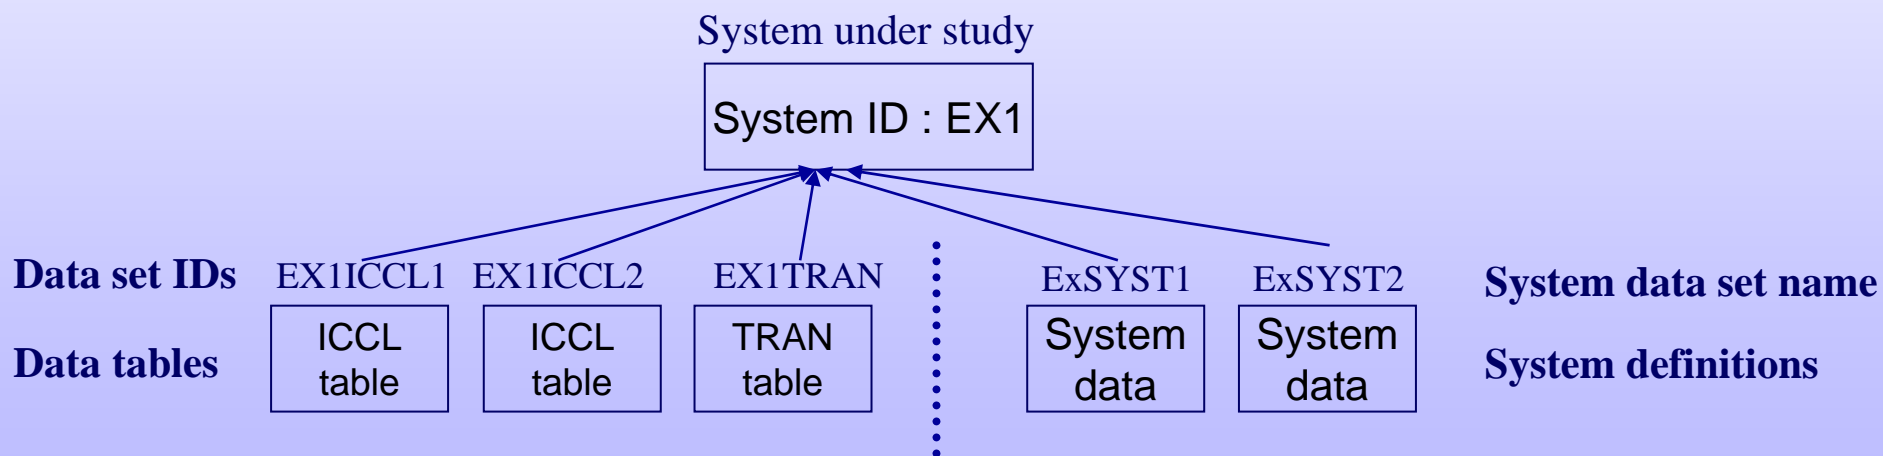 System under study
System ID : EX1
Data set IDs EX1ICCL1 EX1ICCL2 EX1TRAN ExSYST1 ExSYST2 System data set name
Data tables
ICCL
table
ICCL
table
TRAN
table
System
data
System
data
System definitions